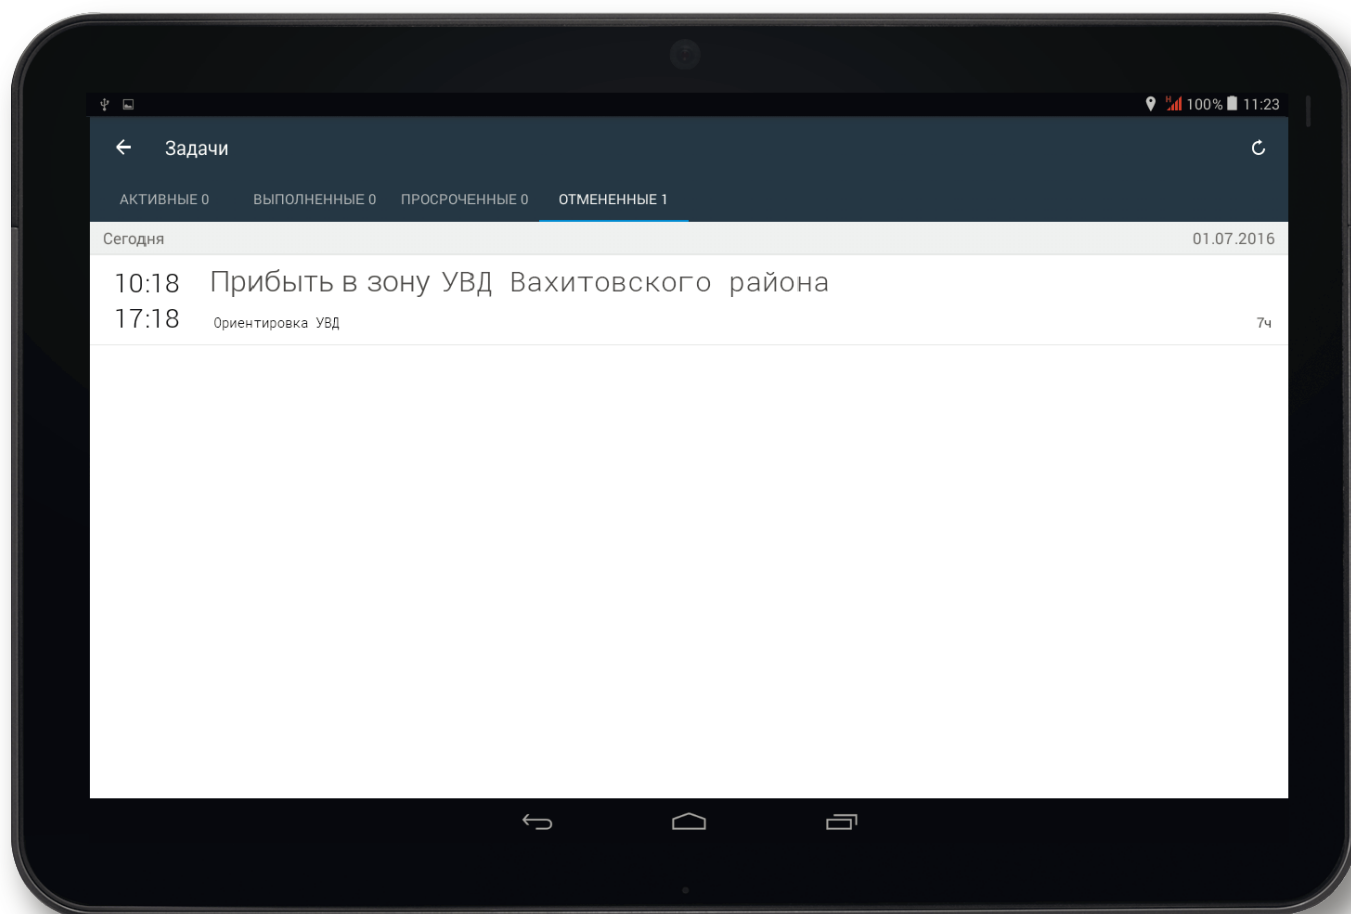 100% 11:23
Задачи
АКТИВНЫЕ 0 ВЫПОЛНЕННЫЕ 0 ПРОСРОЧЕННЫЕ 0 ОТМЕНЕННЫЕ 1
Сегодня 01.07.2016
10:18 Прибыть в зону УВД Вахитовского района
17:18 Ориентировка УВД 7ч